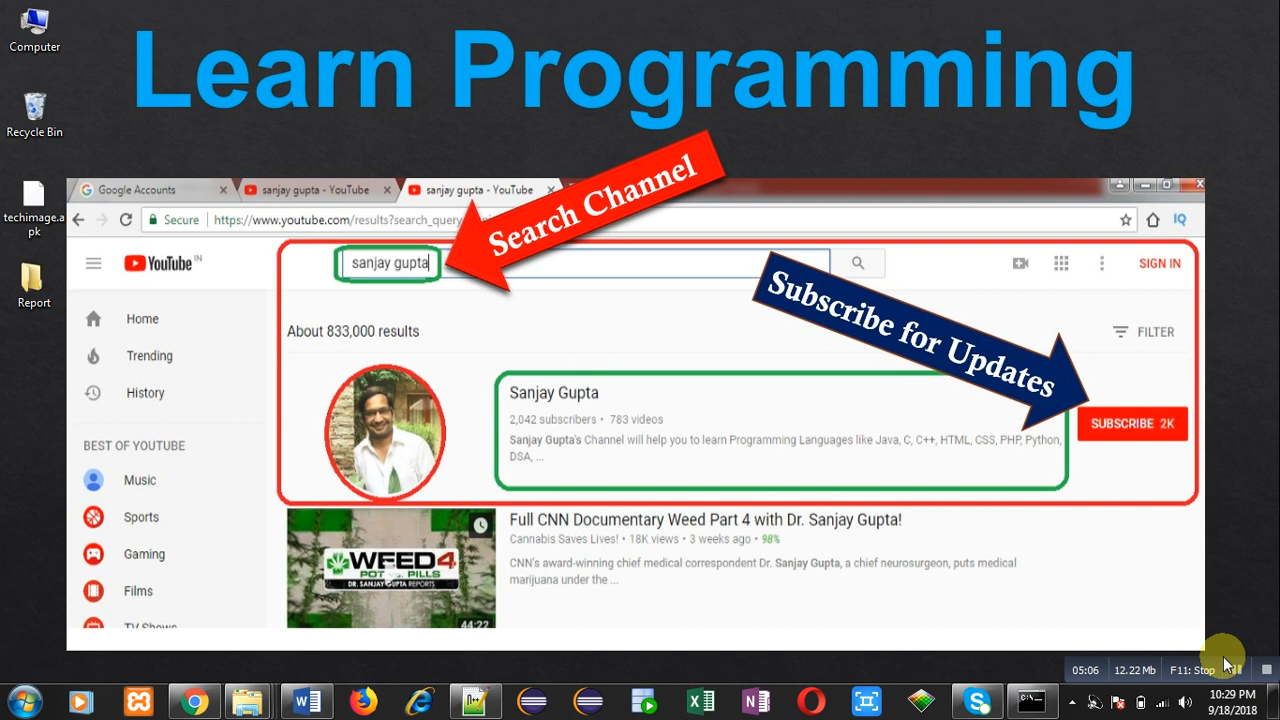 Learn Programming
Computer
Recycle Bin
techimage.a
pk
Report
Google Accounts
sanjay gupta - YouTube
sanjay gupta - YouTube
Search Channel
Secure
https://www.youtube.com/results?search_query
IQ
YouTube IN
sanjay gupta
SIGN IN
Subscribe for Updates
Home
Trending
History
BEST OF YOUTUBE
Music
Sports
Gaming
Films
TV Shows
About 833,000 results
FILTER
Sanjay Gupta
2,042 subscribers • 783 videos
Sanjay Gupta's Channel will help you to learn Programming Languages like Java, C, C++, HTML, CSS, PHP, Python,
DSA, ...
SUBSCRIBE 2K
WEED4
POT vs. PILLS
DR. SANJAY GUPTA REPORTS
44:22
Full CNN Documentary Weed Part 4 with Dr. Sanjay Gupta!
Cannabis Saves Lives! • 18K views • 3 weeks ago • 98%
CNN's award-winning chief medical correspondent Dr. Sanjay Gupta, a chief neurosurgeon, puts medical
marijuana under the ...
05:06
12.22 Mb
F11: Stop
10:29 PM
9/18/2018